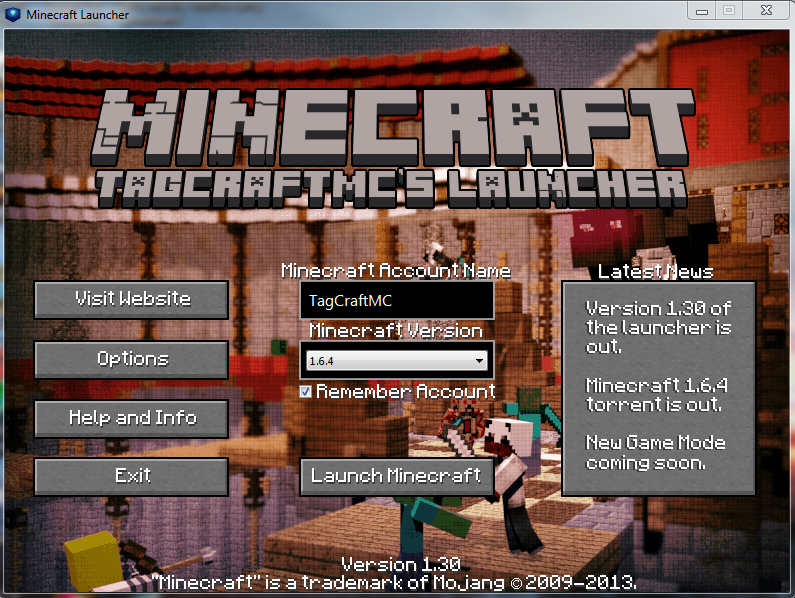 Minecraft Launcher
MINECRAFT
TAGCRAFTMC'S LAUNCHER
Minecraft Account Name
Latest News
Visit Website
TagCraftMC
Version 1.30 of
the launcher is
out.
Minecraft Version
Options
1.6.4
Minecraft 1.6.4
torrent is out.
Remember Account
Help and Info
New Game Mode
coming soon.
Exit
Launch Minecraft
Version 1.30
"Minecraft" is a trademark of Mojang ©2009-2013.